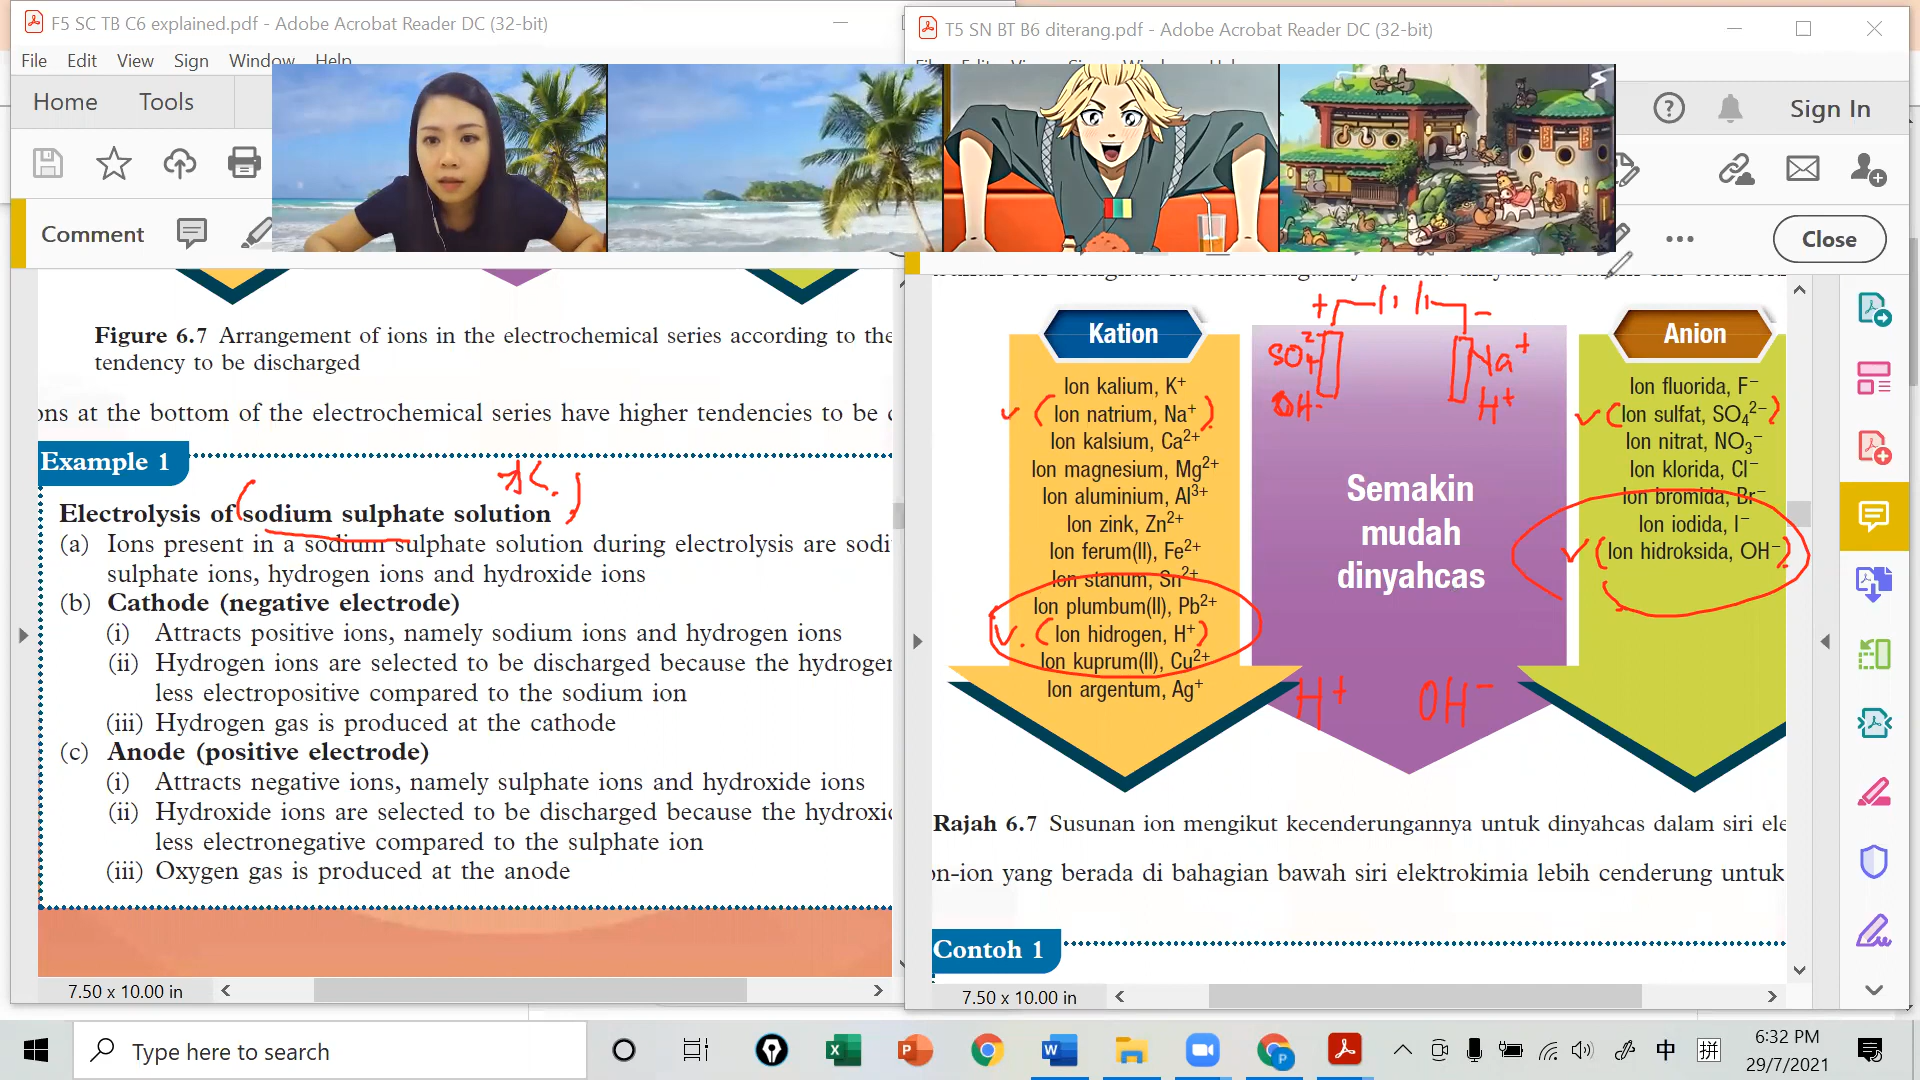 F5 SC TB C6 explained.pdf - Adobe Acrobat Reader DC (32-bit)
File Edit View Sign Window Help
Home Tools
Comment
Figure 6.7 Arrangement of ions in the electrochemical series according to the
tendency to be discharged
ons at the bottom of the electrochemical series have higher tendencies to be
Example 1
水.
Electrolysis of sodium sulphate solution
(a) Ions present in a sodium sulphate solution during electrolysis are sodi
sulphate ions, hydrogen ions and hydroxide ions
(b) Cathode (negative electrode)
(i) Attracts positive ions, namely sodium ions and hydrogen ions
(ii) Hydrogen ions are selected to be discharged because the hydroger
less electropositive compared to the sodium ion
(iii) Hydrogen gas is produced at the cathode
(c) Anode (positive electrode)
(i) Attracts negative ions, namely sulphate ions and hydroxide ions
(ii) Hydroxide ions are selected to be discharged because the hydroxi
less electronegative compared to the sulphate ion
(iii) Oxygen gas is produced at the anode
7.50 x 10.00 in
T5 SN BT B6 diterang.pdf - Adobe Acrobat Reader DC (32-bit)
Sign In
Close
Kation
Ion kalium, K⁺
Ion natrium, Na⁺
Ion kalsium, Ca²⁺
Ion magnesium, Mg²⁺
Ion aluminium, Al³⁺
Ion zink, Zn²⁺
Ion ferum(II), Fe²⁺
Ion stanum, Sn²⁺
Ion plumbum(II), Pb²⁺
Ion hidrogen, H⁺
Ion kuprum(II), Cu²⁺
Ion argentum, Ag⁺
+ −
SO₄²⁻ Na⁺
OH⁻ H⁺
Semakin
mudah
dinyahcas
H⁺ OH⁻
Anion
Ion fluorida, F⁻
Ion sulfat, SO₄²⁻
Ion nitrat, NO₃⁻
Ion klorida, Cl⁻
Ion bromida, Br⁻
Ion iodida, I⁻
Ion hidroksida, OH⁻
Rajah 6.7 Susunan ion mengikut kecenderungannya untuk dinyahcas dalam siri ele
on-ion yang berada di bahagian bawah siri elektrokimia lebih cenderung untuk
Contoh 1
7.50 x 10.00 in
Type here to search
中 拼
6:32 PM
29/7/2021